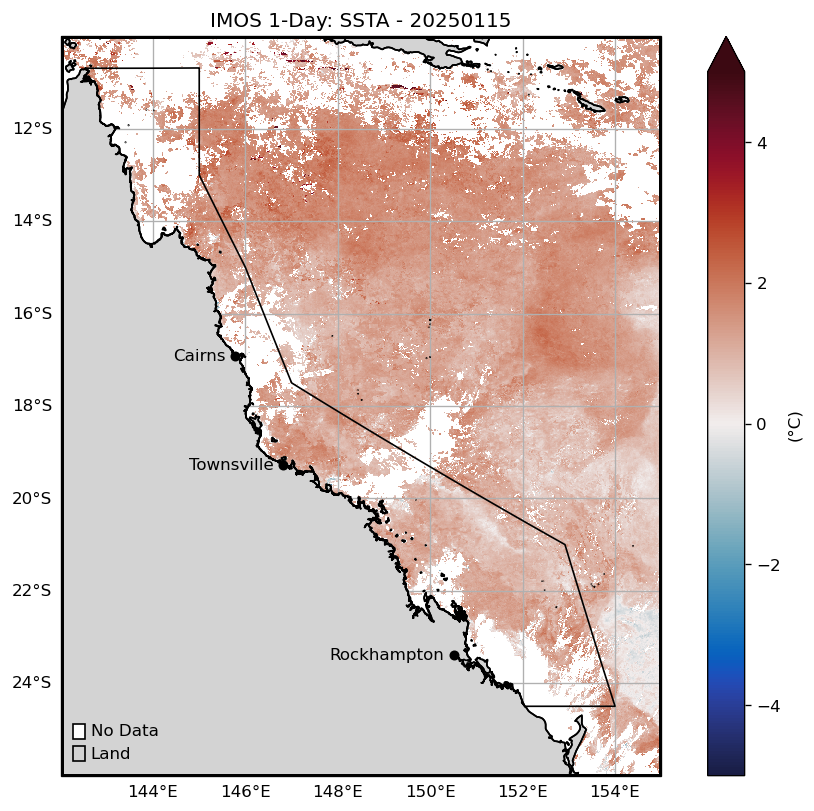 IMOS 1-Day: SSTA - 20250115
12°S
14°S
16°S
18°S
20°S
22°S
24°S
Cairns
Townsville
Rockhampton
No Data
Land
144°E 146°E 148°E 150°E 152°E 154°E
4
2
0
−2
−4
(°C)